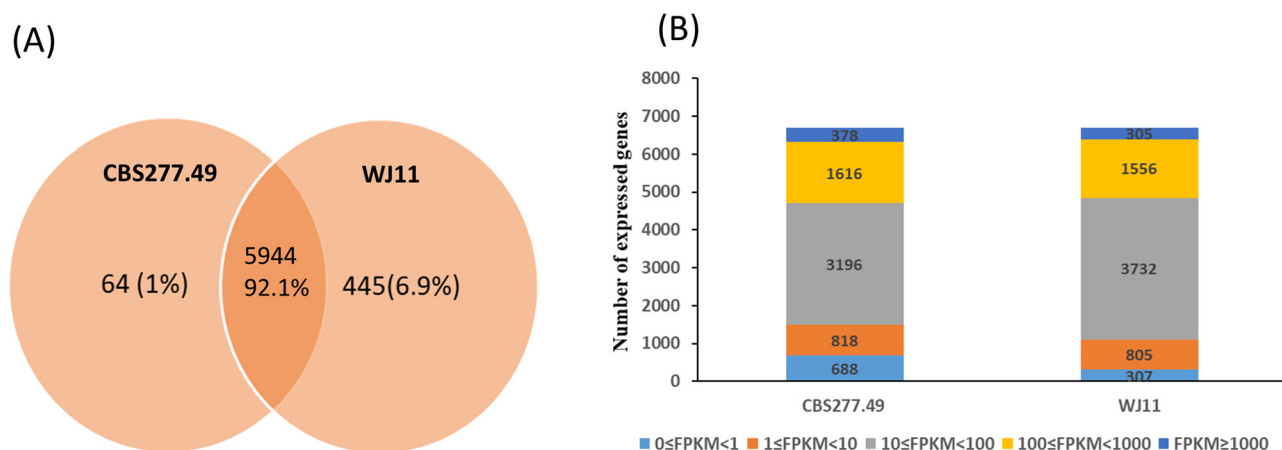 (A)
CBS277.49
WJ11
64 (1%)
5944
92.1%
445(6.9%)
(B)
Number of expressed genes
8000
7000
6000
5000
4000
3000
2000
1000
0
378
1616
3196
818
688
305
1556
3732
805
307
CBS277.49
WJ11
0≤FPKM<1 1≤FPKM<10 10≤FPKM<100 100≤FPKM<1000 FPKM≥1000